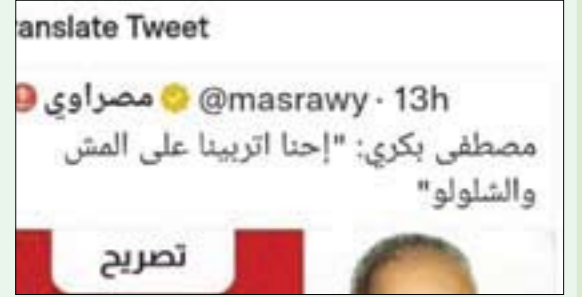 anslate Tweet
مصراوي @masrawy · 13h
مصطفى بكري: "إحنا اتربينا على المش
والشلولو"
تصريح